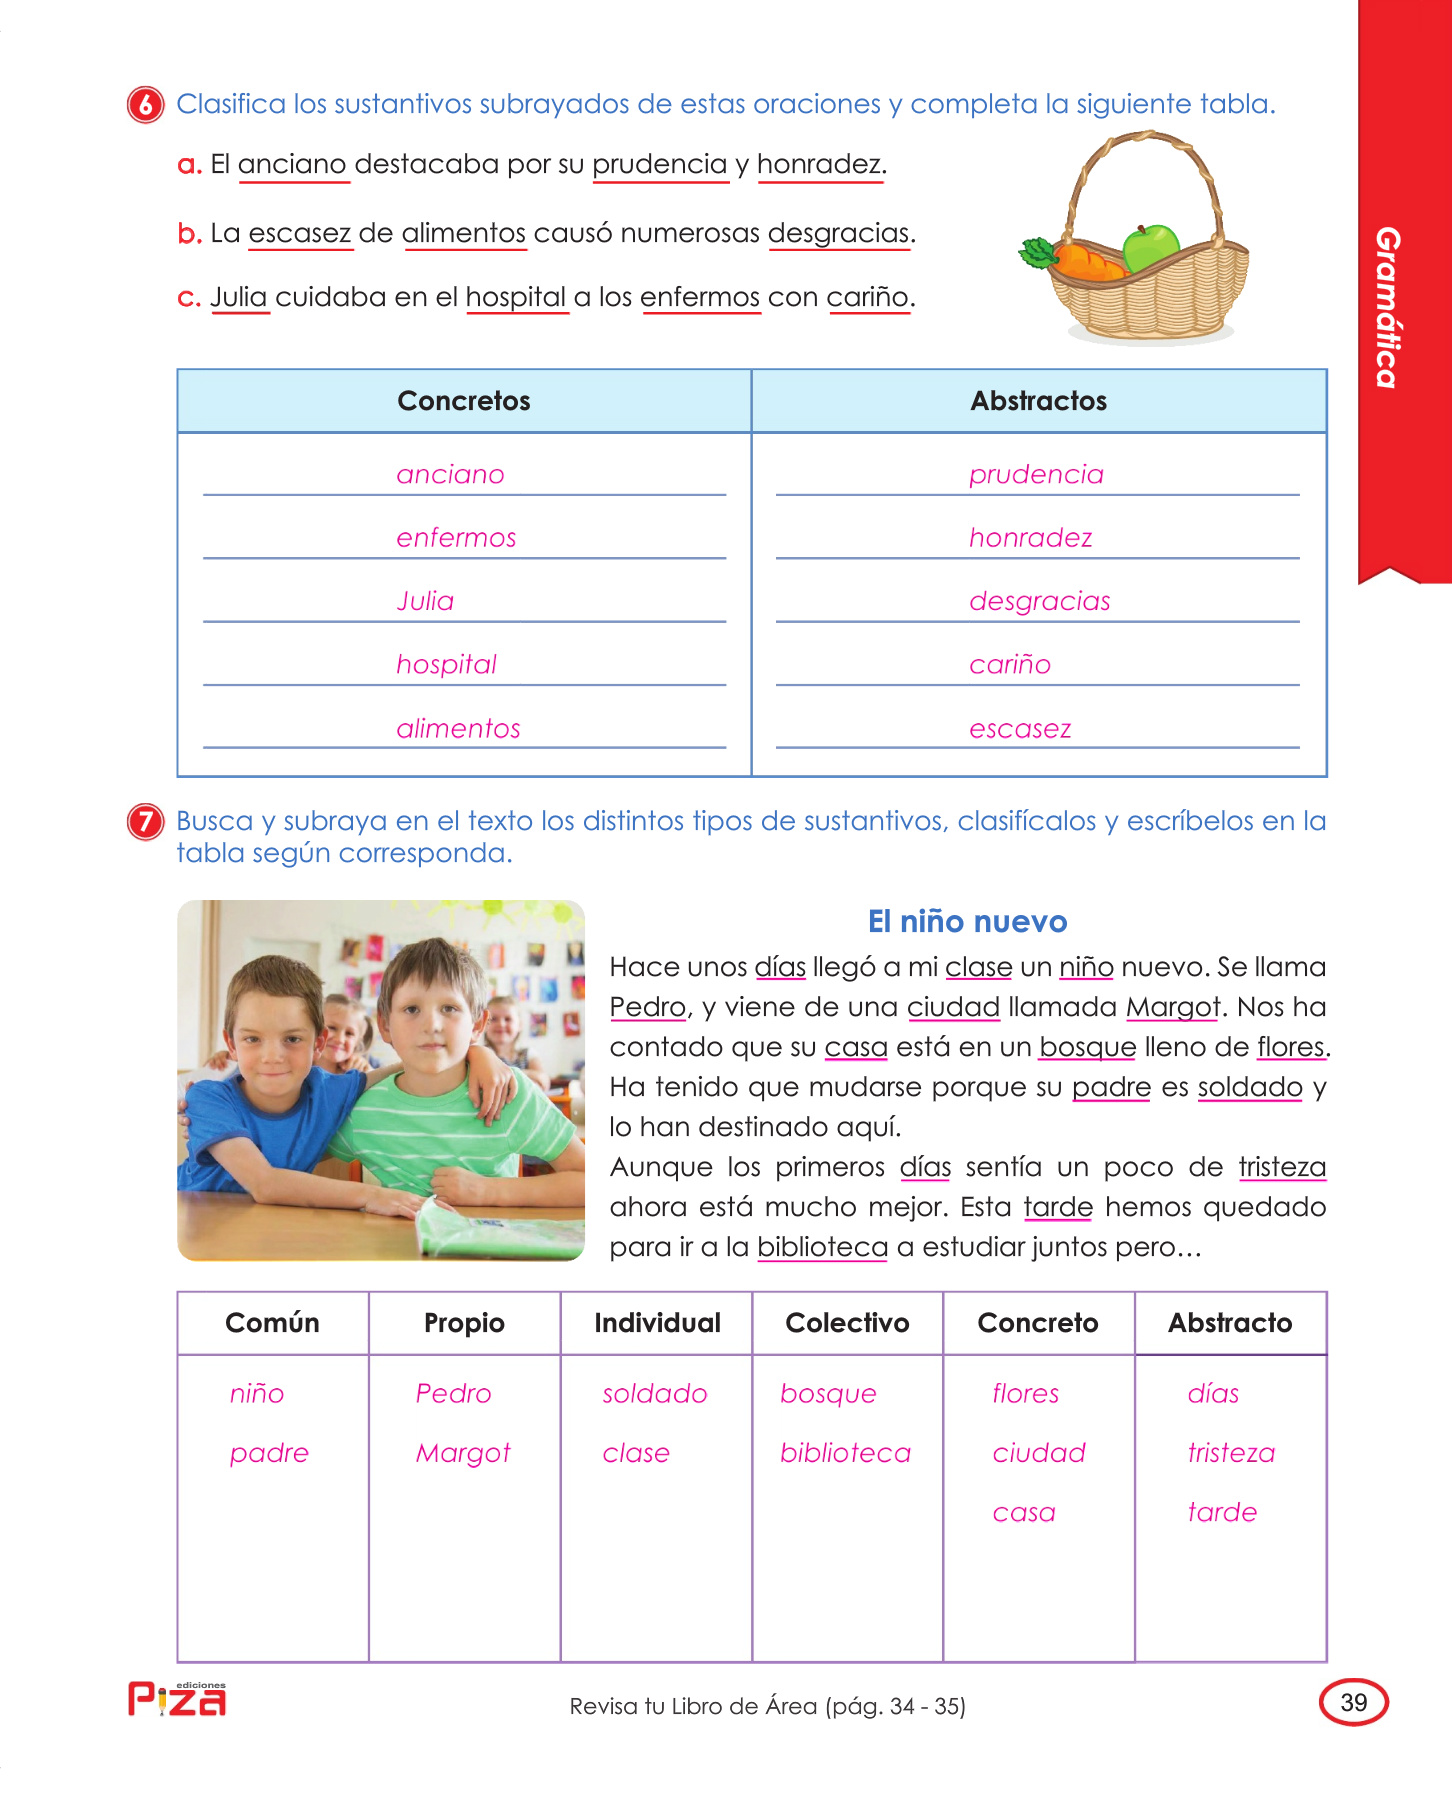 6 Clasifica los sustantivos subrayados de estas oraciones y completa la siguiente tabla.
a. El anciano destacaba por su prudencia y honradez.
b. La escasez de alimentos causó numerosas desgracias.
c. Julia cuidaba en el hospital a los enfermos con cariño.
Gramática
Concretos Abstractos
anciano prudencia
enfermos honradez
Julia desgracias
hospital cariño
alimentos escasez
7 Busca y subraya en el texto los distintos tipos de sustantivos, clasifícalos y escríbelos en la
tabla según corresponda.
El niño nuevo
Hace unos días llegó a mi clase un niño nuevo. Se llama
Pedro, y viene de una ciudad llamada Margot. Nos ha
contado que su casa está en un bosque lleno de flores.
Ha tenido que mudarse porque su padre es soldado y
lo han destinado aquí.
Aunque los primeros días sentía un poco de tristeza
ahora está mucho mejor. Esta tarde hemos quedado
para ir a la biblioteca a estudiar juntos pero...
Común Propio Individual Colectivo Concreto Abstracto
niño Pedro soldado bosque flores días
padre Margot clase biblioteca ciudad tristeza
casa tarde
ediciones
Piza
Revisa tu Libro de Área (pág. 34 - 35)
39